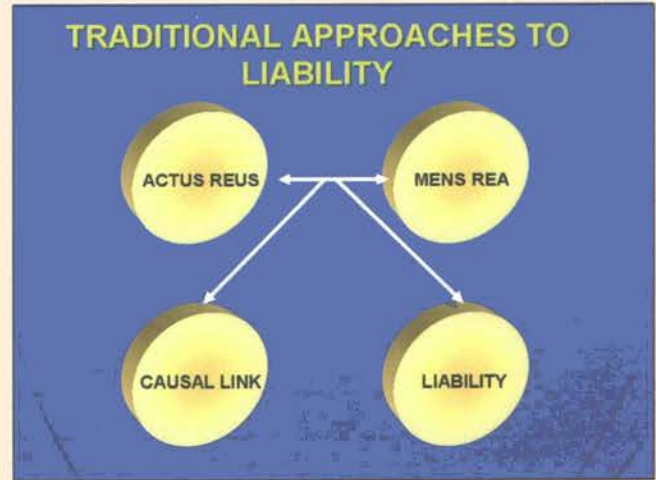 TRADITIONAL APPROACHES TO
LIABILITY
ACTUS REUS
MENS REA
CAUSAL LINK
LIABILITY